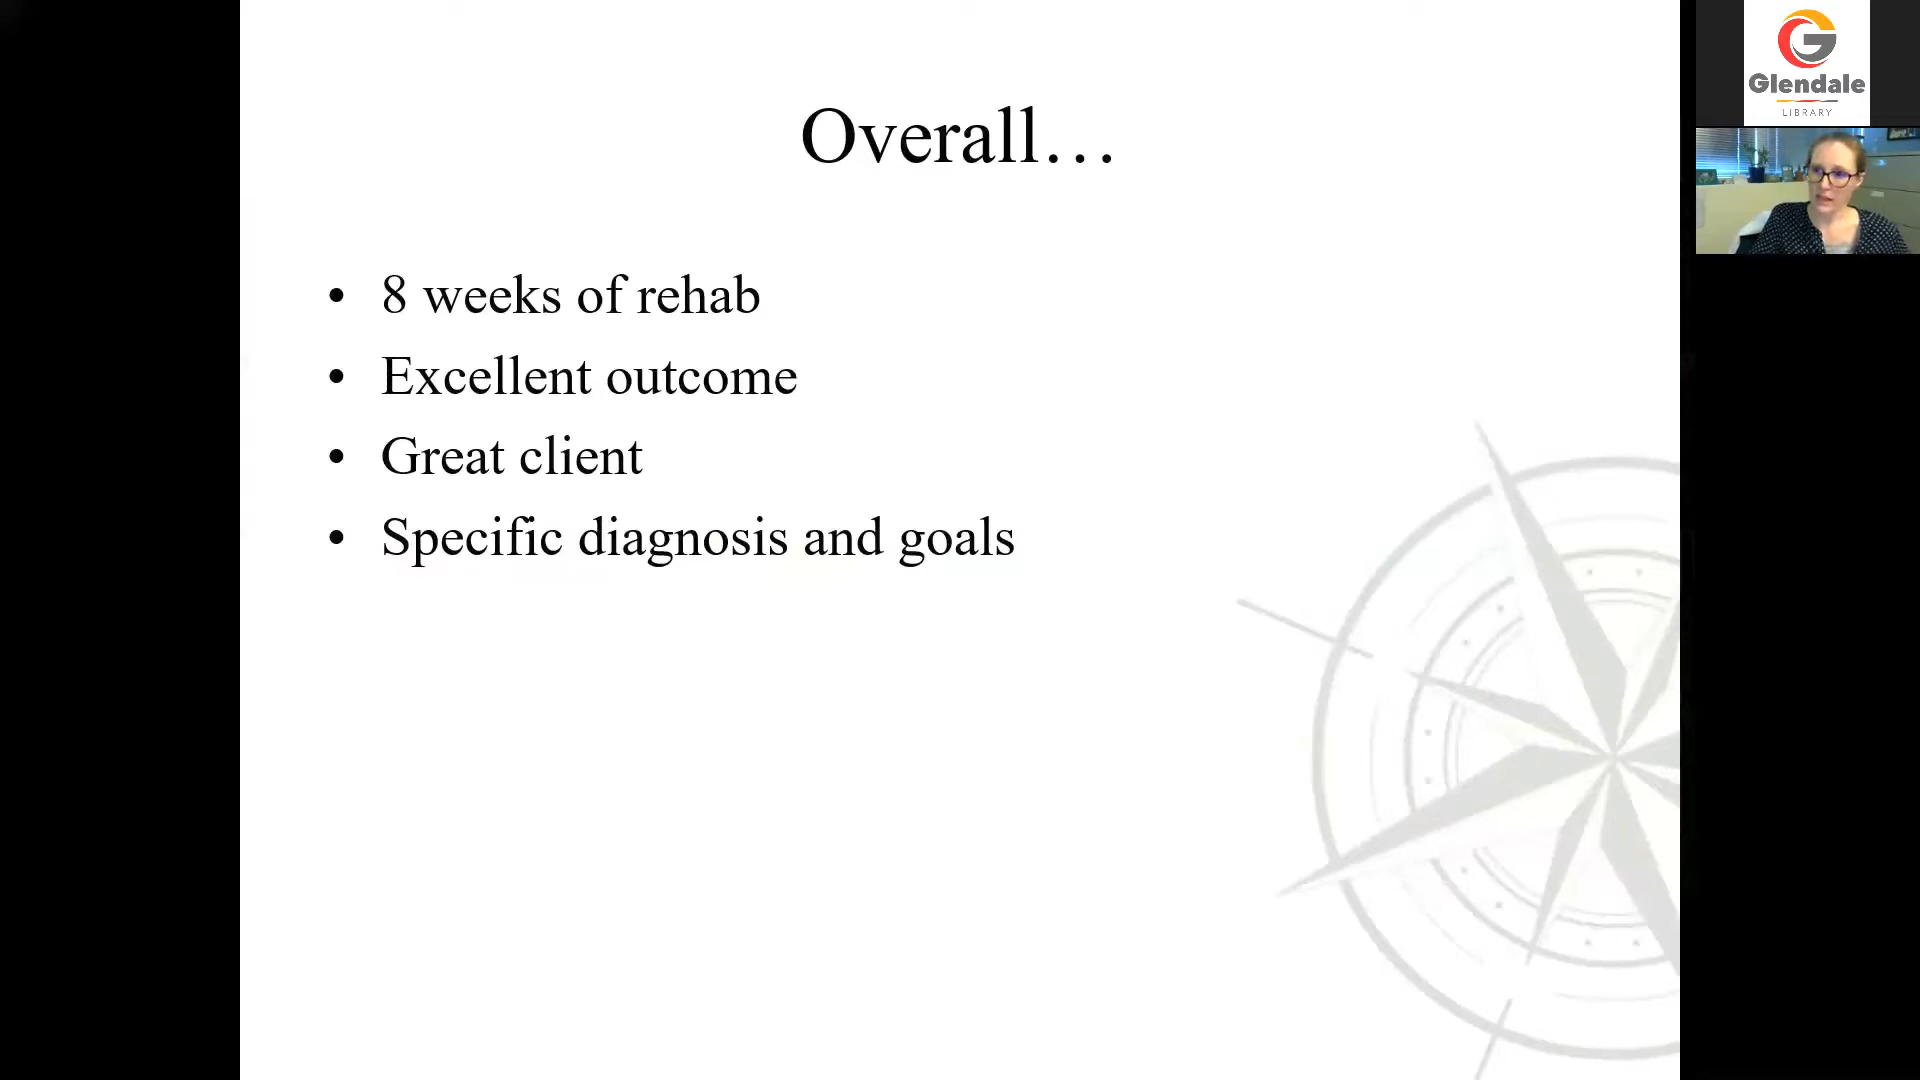 Overall…
• 8 weeks of rehab
• Excellent outcome
• Great client
• Specific diagnosis and goals
Glendale
LIBRARY